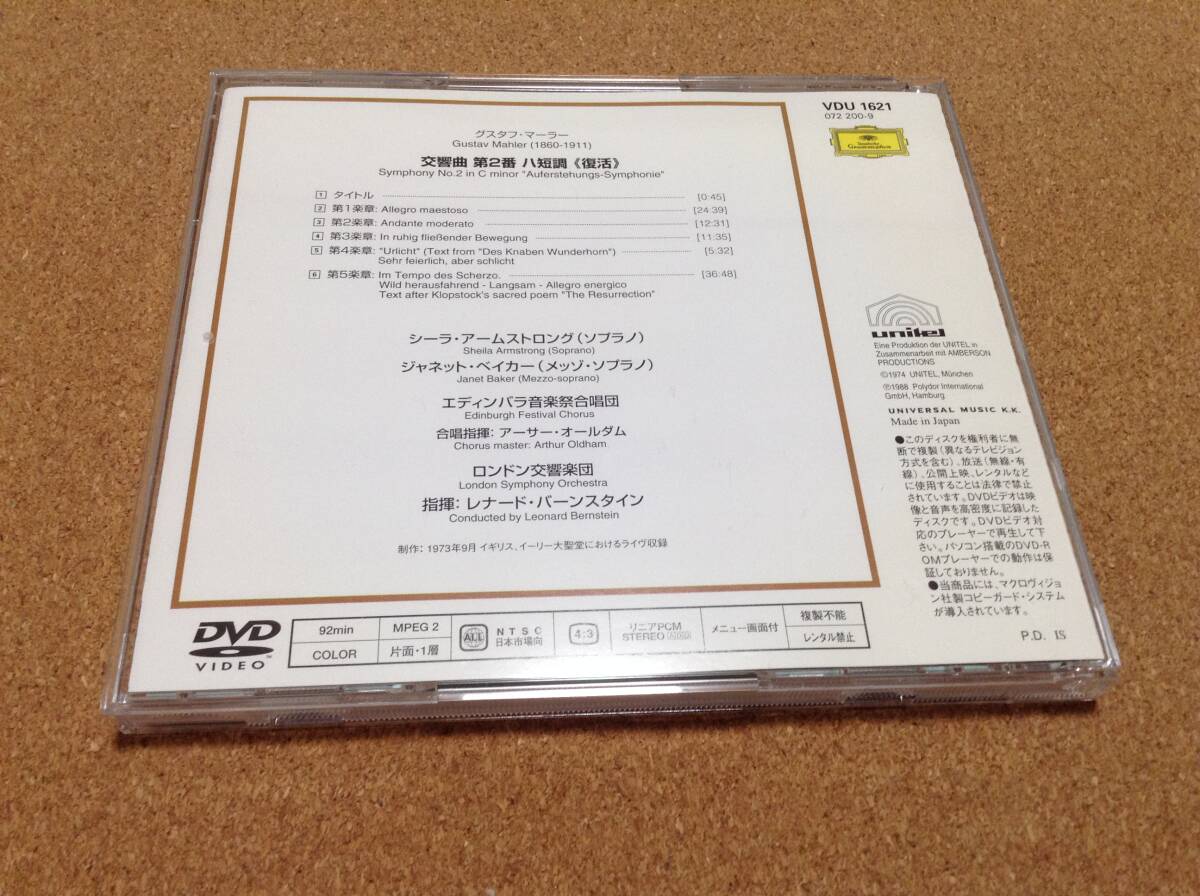 グスタフ・マーラー
Gustav Mahler (1860-1911)
交響曲 第2番 ハ短調《復活》
Symphony No.2 in C minor "Auferstehungs-Symphonie"
1 タイトル [0:45]
2 第1楽章: Allegro maestoso [24:39]
3 第2楽章: Andante moderato [12:31]
4 第3楽章: In ruhig fließender Bewegung [11:35]
5 第4楽章: "Urlicht" (Text from "Des Knaben Wunderhorn") [5:32]
Sehr feierlich, aber schlicht
6 第5楽章: Im Tempo des Scherzo. [36:48]
Wild herausfahrend - Langsam - Allegro energico
Text after Klopstock's sacred poem "The Resurrection"
シーラ・アームストロング(ソプラノ)
Sheila Armstrong (Soprano)
ジャネット・ベイカー(メッゾ・ソプラノ)
Janet Baker (Mezzo-soprano)
エディンバラ音楽祭合唱団
Edinburgh Festival Chorus
合唱指揮: アーサー・オールダム
Chorus master: Arthur Oldham
ロンドン交響楽団
London Symphony Orchestra
指揮: レナード・バーンスタイン
Conducted by Leonard Bernstein
制作: 1973年9月 イギリス、イーリー大聖堂におけるライヴ収録
VDU 1621
072 200-9
Deutsche
Grammophon
unitel
Eine Produktion der UNITEL in
Zusammenarbeit mit AMBERSON
PRODUCTIONS
©1974 UNITEL, München
℗1988 Polydor International
GmbH, Hamburg
UNIVERSAL MUSIC K.K.
Made in Japan
●このディスクを権利者に無
断で複製(異なるテレビジョン
方式を含む)、放送(無線・有
線)、公開上映、レンタルなど
に使用することは法律で禁止
されています。DVDビデオは映
像と音声を高密度に記録した
ディスクです。DVDビデオ対
応のプレーヤーで再生して下
さい。パソコン搭載のDVD-R
OMプレーヤーでの動作は保
証しておりません。
●当商品には、マクロヴィジョ
ン社製コピーガード・システム
が導入されています。
P.D. IS
DVD
VIDEO
92min
COLOR
MPEG 2
片面・1層
ALL
NTSC
日本市場向
4:3
リニアPCM
STEREO
メニュー画面付
複製不能
レンタル禁止